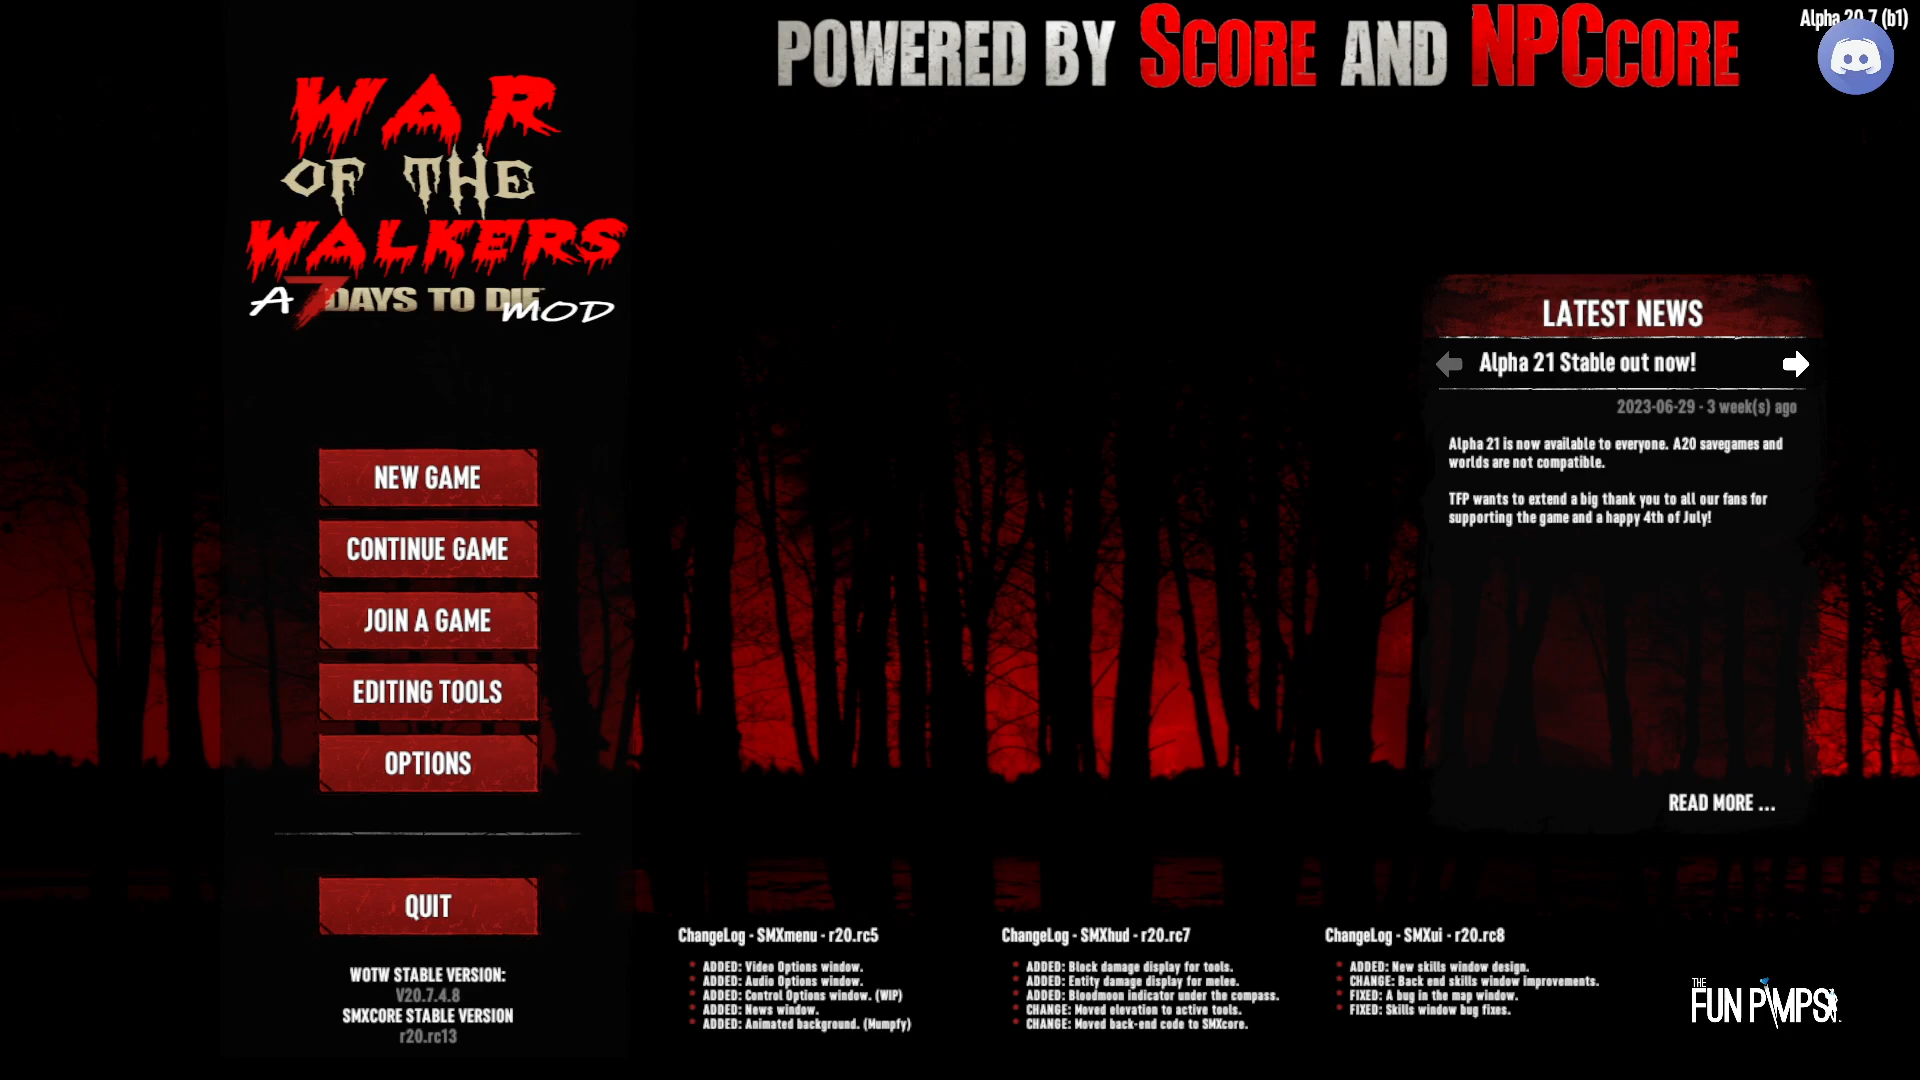 POWERED BY SCORE AND NPCCORE
Alpha 20.7 (b1)
WAR
OF THE
WALKERS
A 7 DAYS TO DIE MOD
NEW GAME
CONTINUE GAME
JOIN A GAME
EDITING TOOLS
OPTIONS
QUIT
WOTW STABLE VERSION:
V20.7.4.8
SMXCORE STABLE VERSION
r20.rc13
LATEST NEWS
Alpha 21 Stable out now!
2023-06-29 - 3 week(s) ago
Alpha 21 is now available to everyone. A20 savegames and
worlds are not compatible.
TFP wants to extend a big thank you to all our fans for
supporting the game and a happy 4th of July!
READ MORE ...
ChangeLog - SMXmenu - r20.rc5
* ADDED: Video Options window.
* ADDED: Audio Options window.
* ADDED: Control Options window. (WIP)
* ADDED: News window.
* ADDED: Animated background. (Mumpfy)
ChangeLog - SMXhud - r20.rc7
* ADDED: Block damage display for tools.
* ADDED: Entity damage display for melee.
* ADDED: Bloodmoon indicator under the compass.
* CHANGE: Moved elevation to active tools.
* CHANGE: Moved back-end code to SMXcore.
ChangeLog - SMXui - r20.rc8
* ADDED: New skills window design.
* CHANGE: Back end skills window improvements.
* FIXED: A bug in the map window.
* FIXED: Skills window bug fixes.
THE
FUN PIMPS